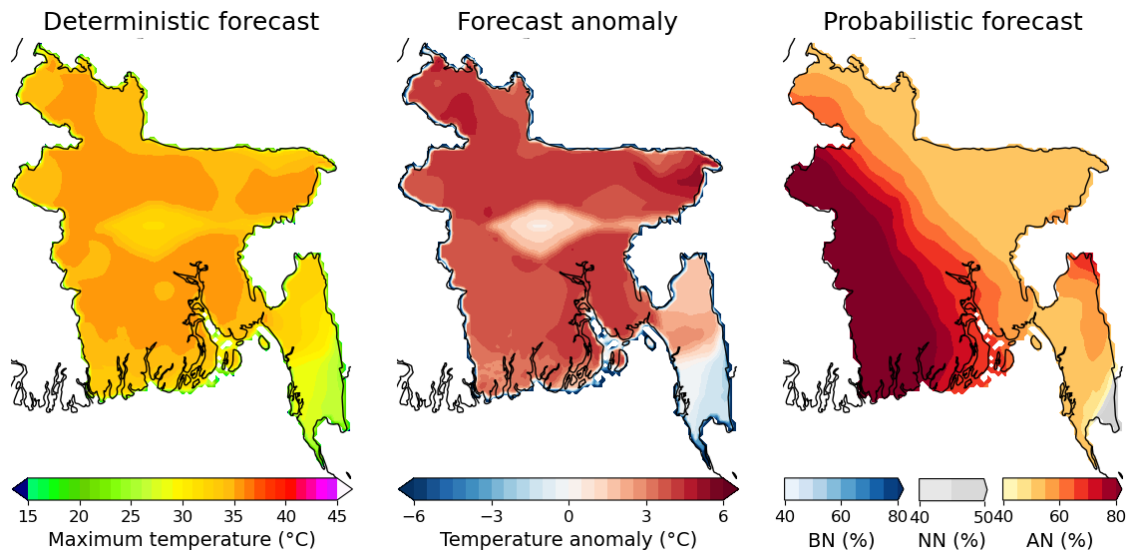 Deterministic forecast
Forecast anomaly
Probabilistic forecast
15 20 25 30 35 40 45
Maximum temperature (°C)
−6 −3 0 3 6
Temperature anomaly (°C)
40 60 80
BN (%)
40 50
NN (%)
40 60 80
AN (%)